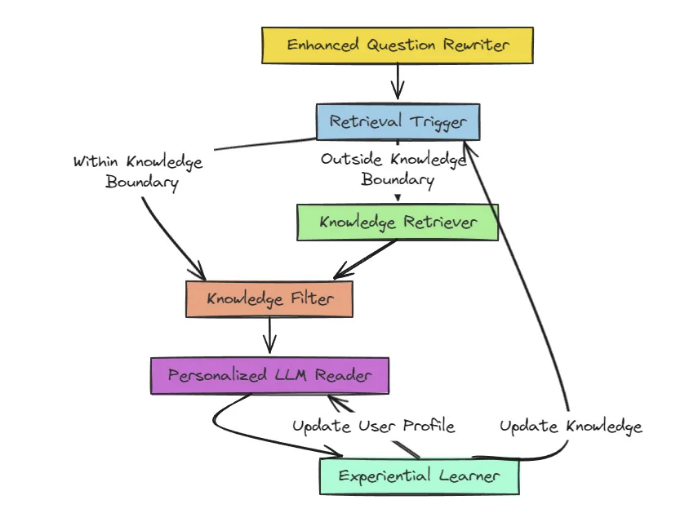 Enhanced Question Rewriter
Retrieval Trigger
Within Knowledge
Boundary
Outside Knowledge
Boundary
Knowledge Retriever
Knowledge Filter
Personalized LLM Reader
Update User Profile
Update Knowledge
Experiential Learner